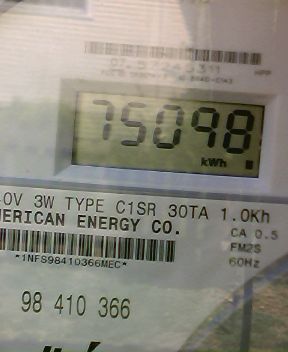 75098
kWh
0V 3W TYPE C1SR 30TA 1.0Kh
MERICAN ENERGY CO.
CA 0.5
FM2S
60Hz
*1NFS98410366MEC*
98 410 366